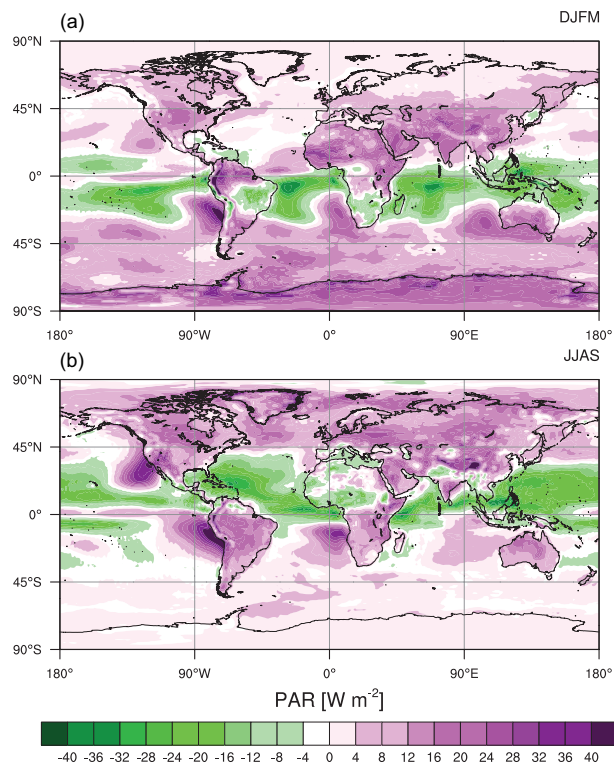 (a) DJFM
90°N
45°N
0°
45°S
90°S
180° 90°W 0° 90°E 180°
(b) JJAS
90°N
45°N
0°
45°S
90°S
180° 90°W 0° 90°E 180°
PAR [W m⁻²]
-40 -36 -32 -28 -24 -20 -16 -12 -8 -4 0 4 8 12 16 20 24 28 32 36 40